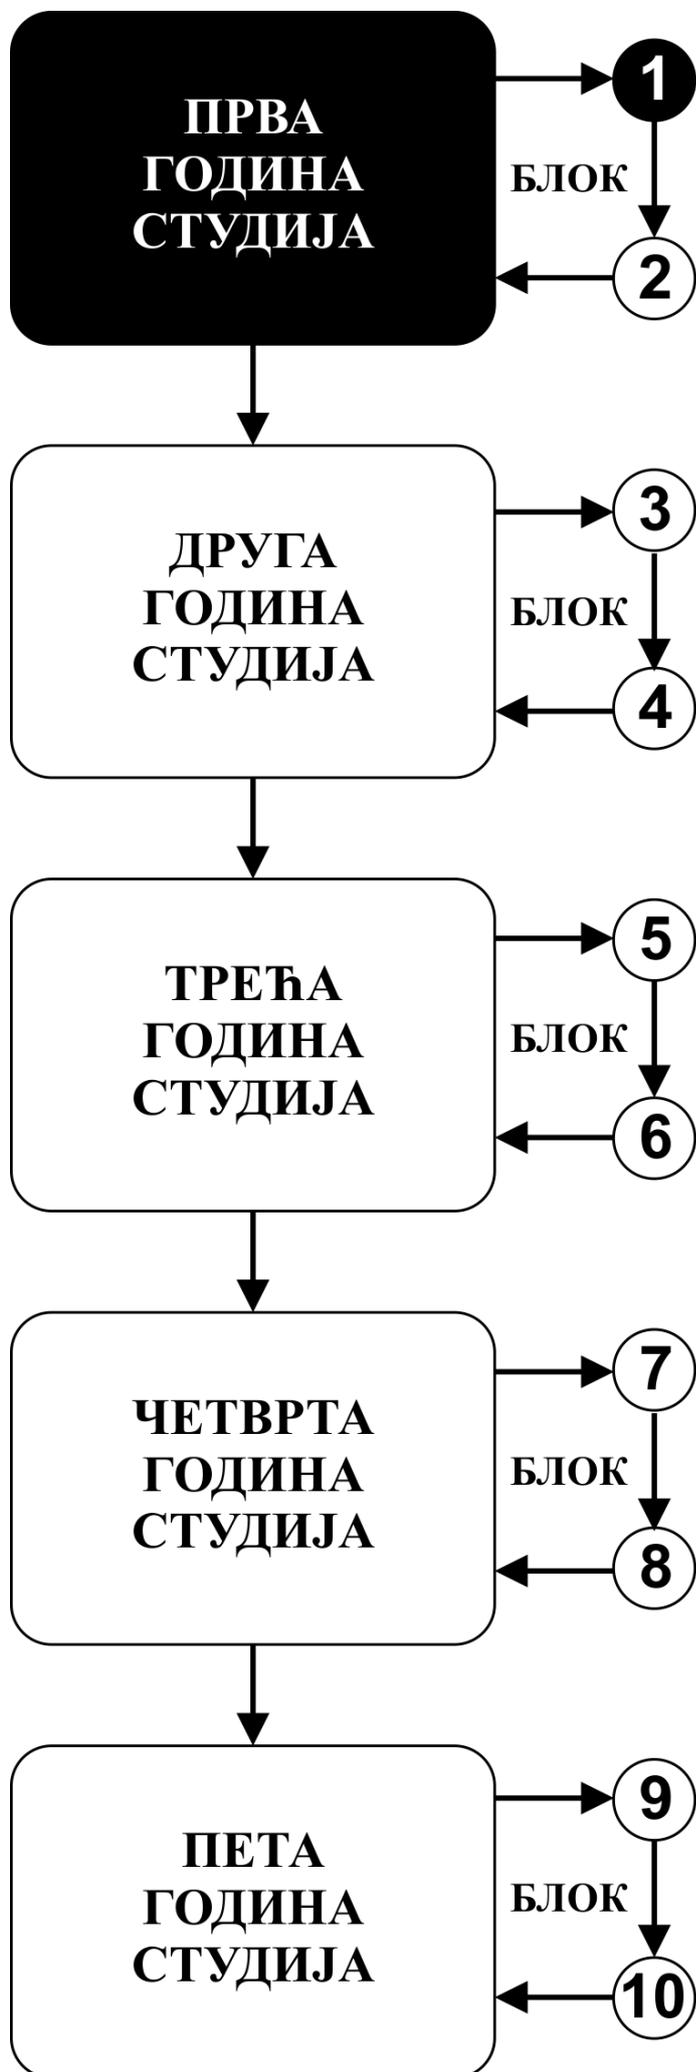 ПРВА
ГОДИНА
СТУДИЈА
1
БЛОК
2
ДРУГА
ГОДИНА
СТУДИЈА
3
БЛОК
4
ТРЕЋА
ГОДИНА
СТУДИЈА
5
БЛОК
6
ЧЕТВРТА
ГОДИНА
СТУДИЈА
7
БЛОК
8
ПЕТА
ГОДИНА
СТУДИЈА
9
БЛОК
10